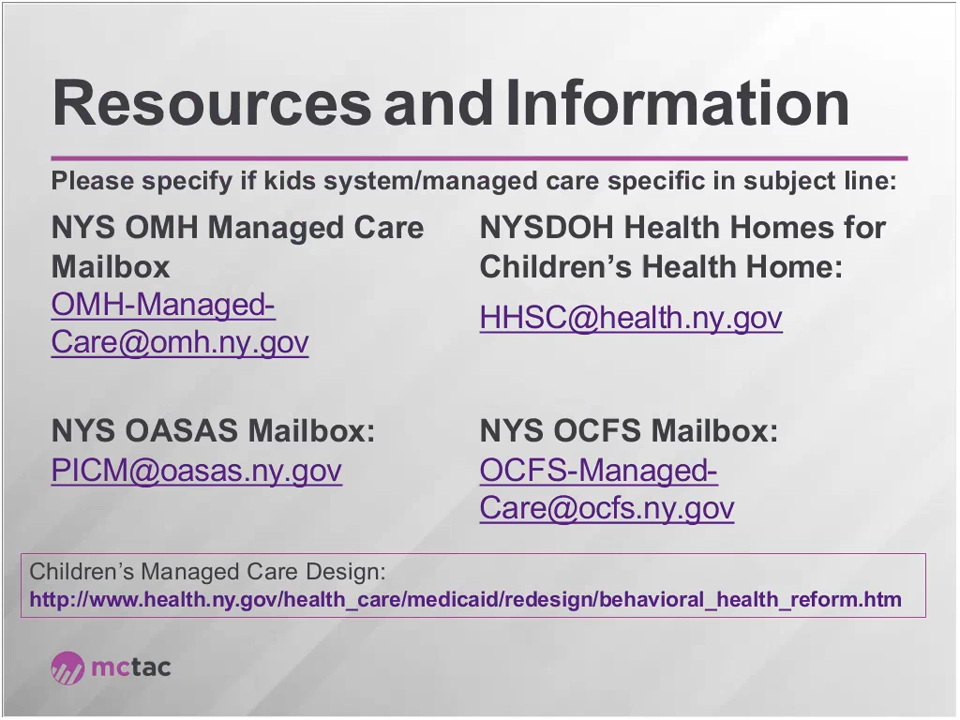 Resources and Information
Please specify if kids system/managed care specific in subject line:
NYS OMH Managed Care
Mailbox
OMH-Managed-
Care@omh.ny.gov
NYSDOH Health Homes for
Children’s Health Home:
HHSC@health.ny.gov
NYS OASAS Mailbox:
PICM@oasas.ny.gov
NYS OCFS Mailbox:
OCFS-Managed-
Care@ocfs.ny.gov
Children’s Managed Care Design:
http://www.health.ny.gov/health_care/medicaid/redesign/behavioral_health_reform.htm
mctac